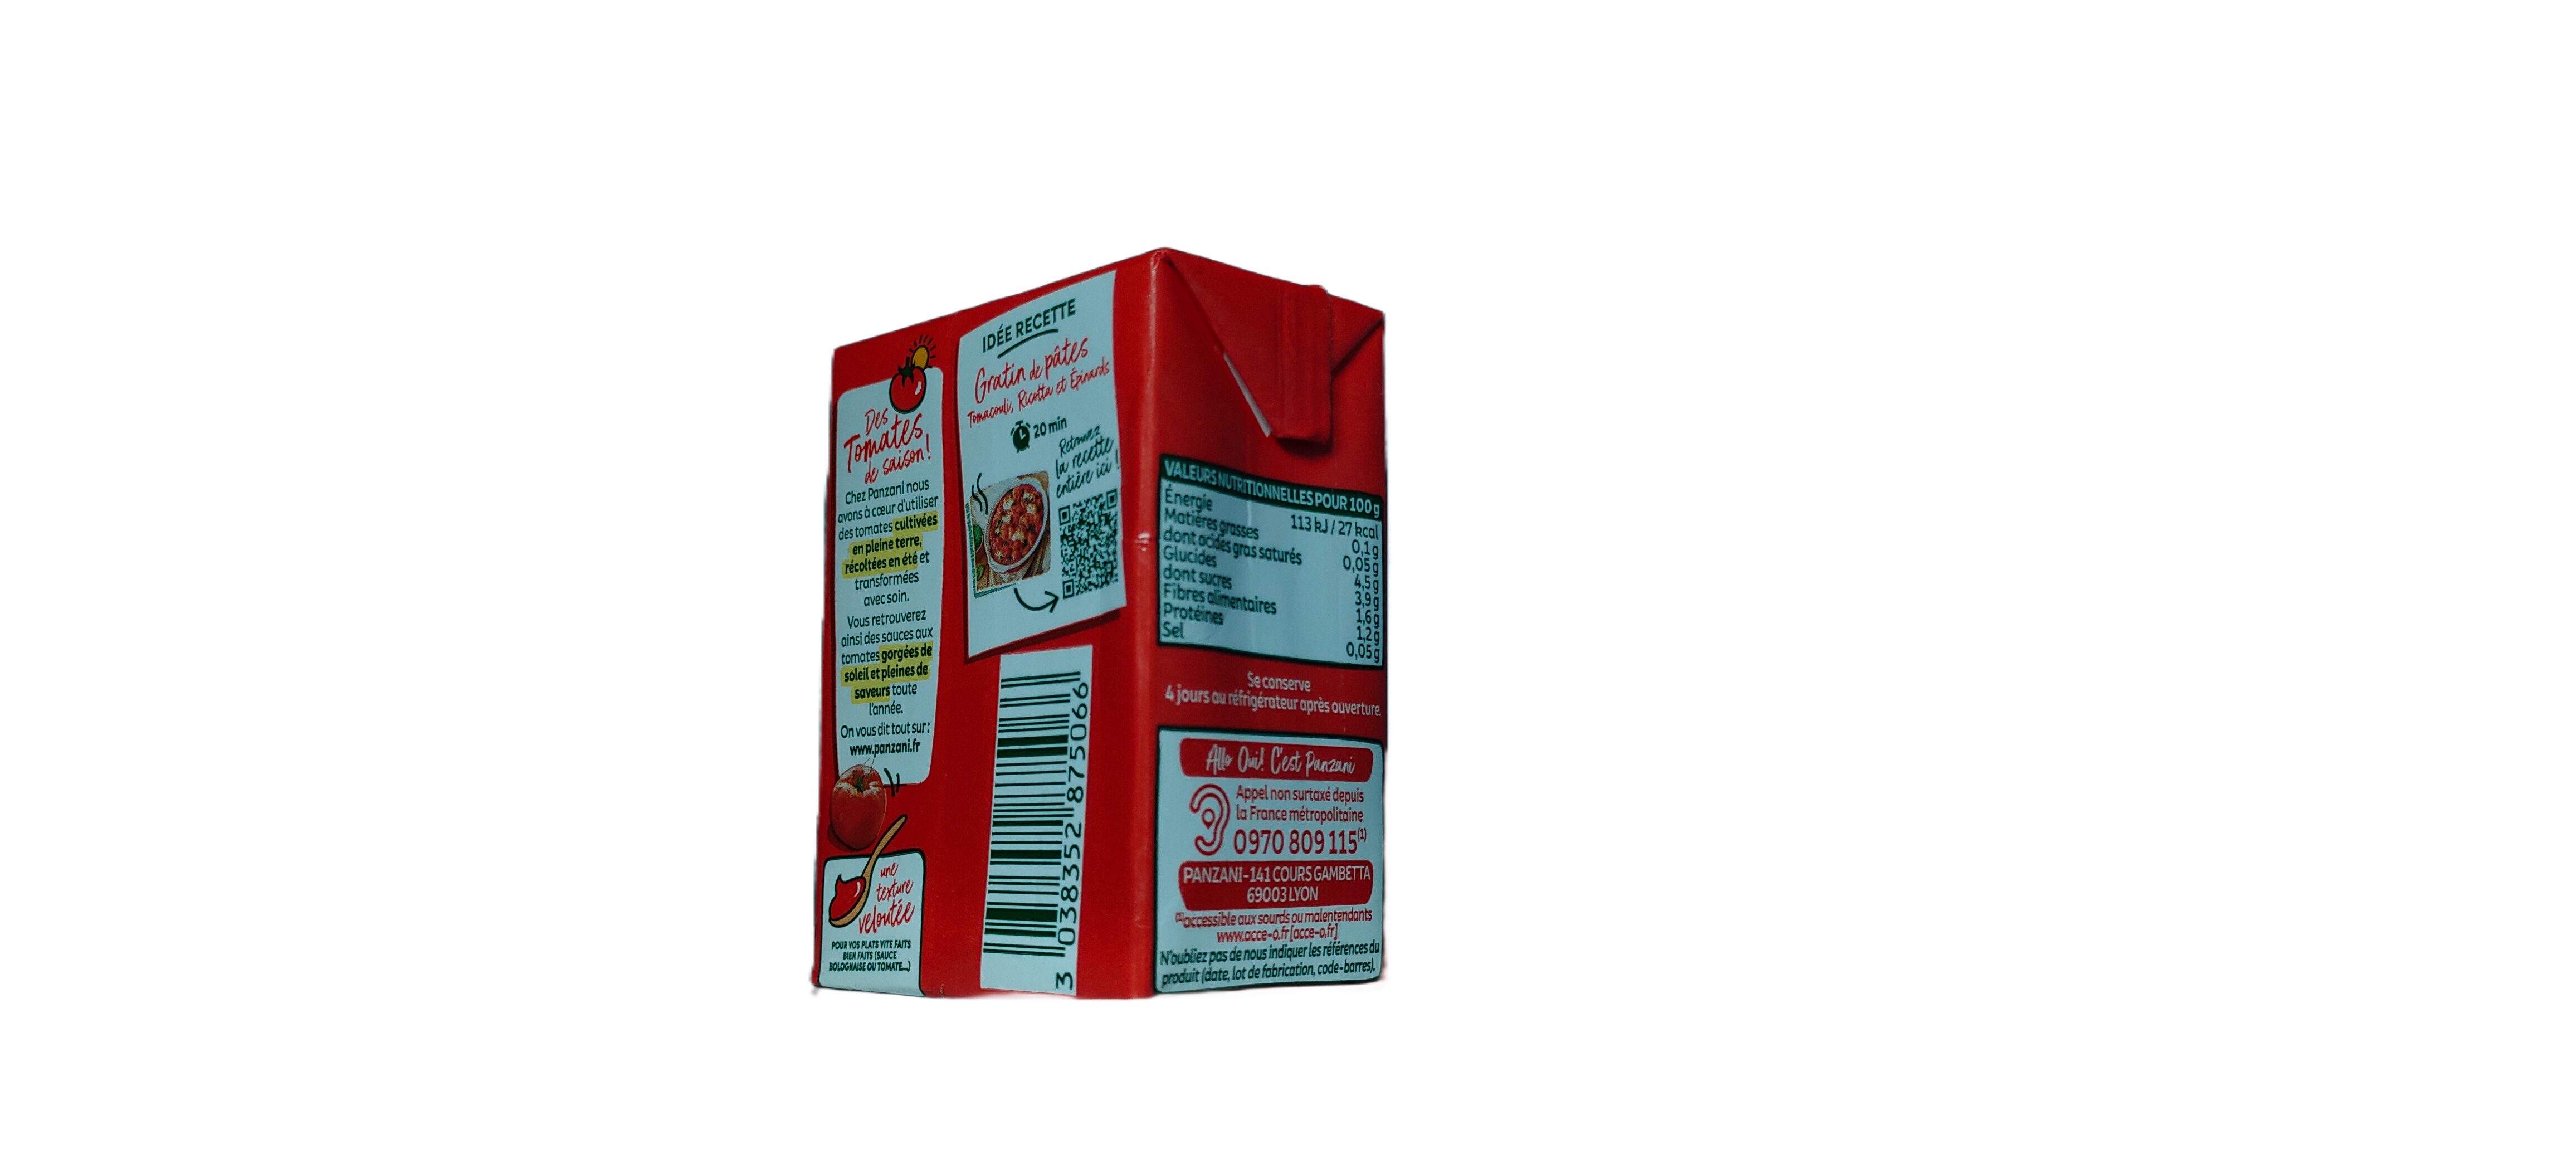 Des
Tomates
de saison!
Chez Panzani nous
avons à cœur d'utiliser
des tomates cultivées
en pleine terre,
récoltées en été et
transformées
avec soin.
Vous retrouverez
ainsi des sauces aux
tomates gorgées de
soleil et pleines de
saveurs toute
l'année.
On vous dit tout sur:
www.panzani.fr
une
texture
veloutée
POUR VOS PLATS VITE FAITS
BIEN FAITS (SAUCE
BOLOGNAISE OU TOMATE...)
IDÉE RECETTE
Gratin de pâtes
Tomacouli, Ricotta et Épinards
20 min
Retrouvez
la recette
entière ici !
3 038352 875066
VALEURS NUTRITIONNELLES POUR 100 g
Énergie 113 kJ / 27 kcal
Matières grasses 0,1 g
dont acides gras saturés 0,05 g
Glucides 4,5 g
dont sucres 3,9 g
Fibres alimentaires 1,6 g
Protéines 1,2 g
Sel 0,05 g
Se conserve
4 jours au réfrigérateur après ouverture.
Allo Oui! C'est Panzani
Appel non surtaxé depuis
la France métropolitaine
0970 809 115(1)
PANZANI-141 COURS GAMBETTA
69003 LYON
(1)accessible aux sourds ou malentendants
www.acce-o.fr [acce-o.fr]
N'oubliez pas de nous indiquer les références du
produit (date, lot de fabrication, code-barres).